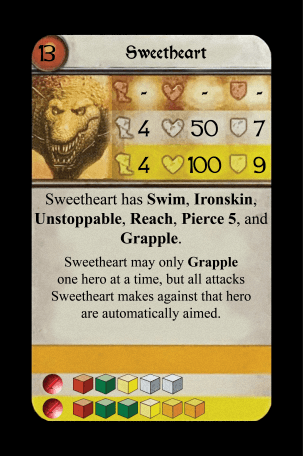 13 Sweetheart
- - -
4 50 7
4 100 9
Sweetheart has Swim, Ironskin,
Unstoppable, Reach, Pierce 5, and
Grapple.
Sweetheart may only Grapple
one hero at a time, but all attacks
Sweetheart makes against that hero
are automatically aimed.